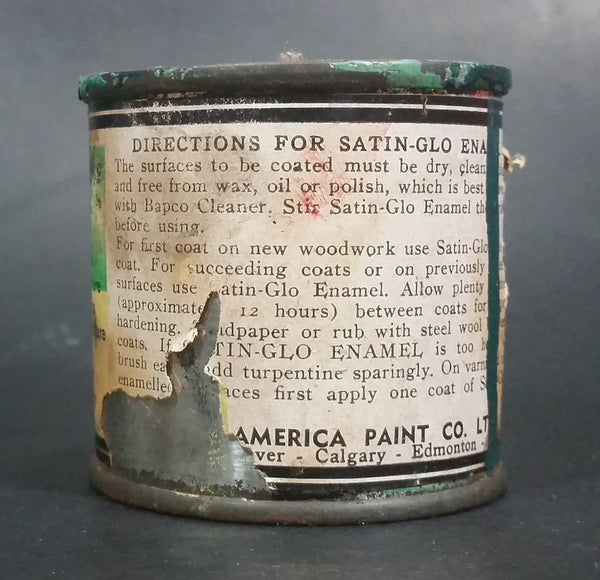 DIRECTIONS FOR SATIN-GLO ENA
The surfaces to be coated must be dry, clean
and free from wax, oil or polish, which is best
with Bapco Cleaner. Stir Satin-Glo Enamel th
before using.
For first coat on new woodwork use Satin-Glo
coat. For succeeding coats or on previously
surfaces use Satin-Glo Enamel. Allow plenty
(approximate 12 hours) between coats for
hardening. ndpaper or rub with steel wool
coats. If TIN-GLO ENAMEL is too h
brush ea dd turpentine sparingly. On varn
enamelle ces first apply one coat of S
AMERICA PAINT CO. LT
ver - Calgary - Edmonton -